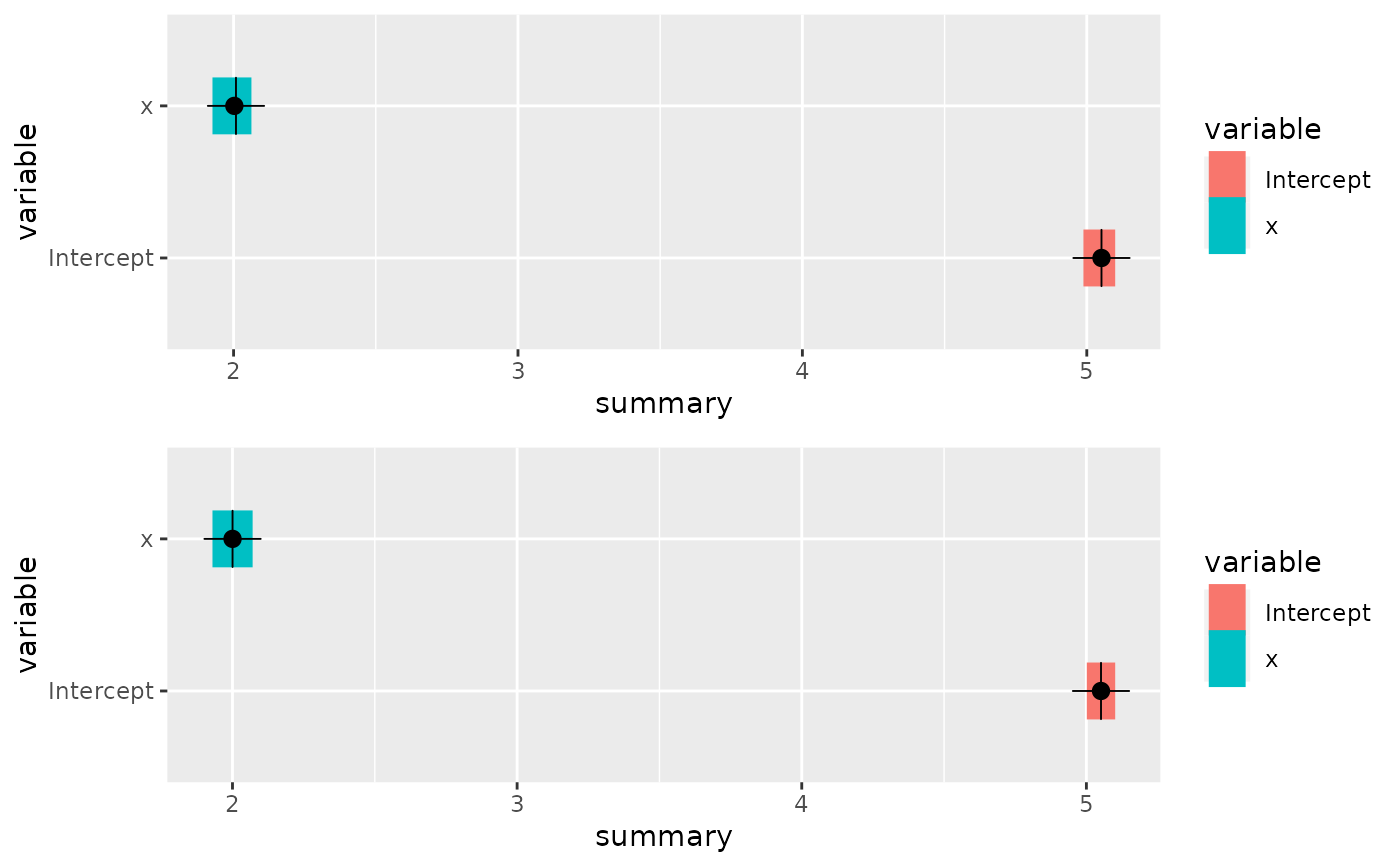 variable
x
Intercept
2 3 4 5
summary
variable
Intercept
x
variable
x
Intercept
2 3 4 5
summary
variable
Intercept
x